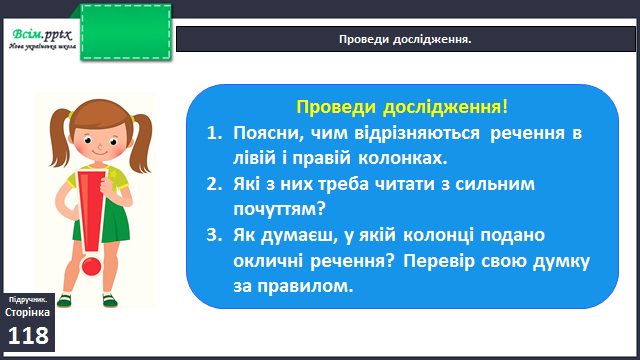 Всім.pptx
Нова українська школа
Проведи дослідження.
Проведи дослідження!
1. Поясни, чим відрізняються речення в
лівій і правій колонках.
2. Які з них треба читати з сильним
почуттям?
3. Як думаєш, у якій колонці подано
окличні речення? Перевір свою думку
за правилом.
Підручник.
Сторінка
118